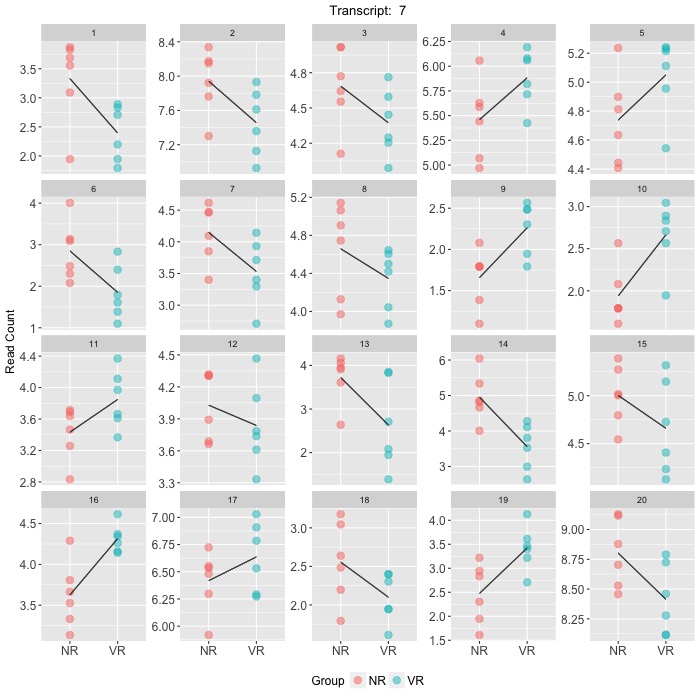 Transcript: 7
1 2 3 4 5
3.5 3.0 2.5 2.0
8.4 8.0 7.6 7.2
4.8 4.5 4.2
6.25 6.00 5.75 5.50 5.25 5.00
5.2 5.0 4.8 4.6 4.4
6 7 8 9 10
4 3 2 1
4.5 4.0 3.5 3.0
5.2 4.8 4.4 4.0
2.5 2.0 1.5
3.0 2.5 2.0
Read Count
11 12 13 14 15
4.4 4.0 3.6 3.2 2.8
4.5 4.2 3.9 3.6 3.3
4 3 2
6 5 4 3
5.0 4.5
16 17 18 19 20
4.5 4.0 3.5
7.00 6.75 6.50 6.25 6.00
3.0 2.5 2.0
4.0 3.5 3.0 2.5 2.0 1.5
9.00 8.75 8.50 8.25
NR VR NR VR NR VR NR VR NR VR
Group NR VR